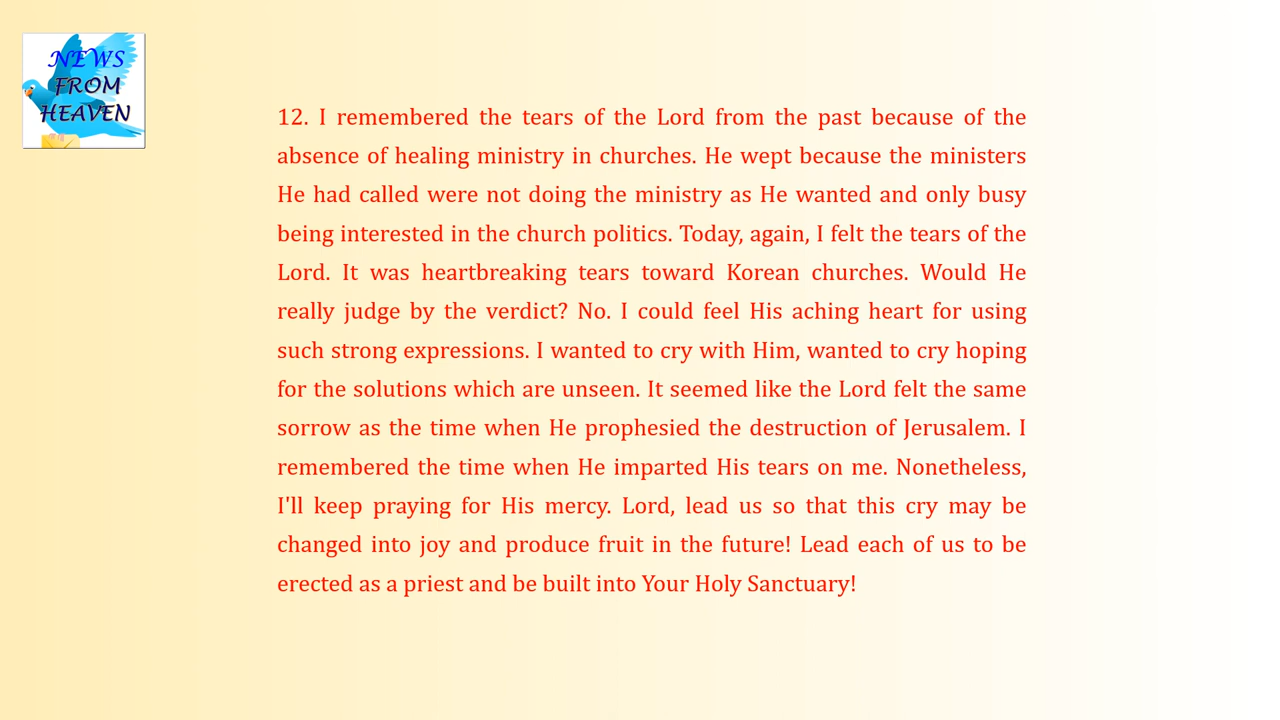 NEWS
FROM
HEAVEN
12. I remembered the tears of the Lord from the past because of the
absence of healing ministry in churches. He wept because the ministers
He had called were not doing the ministry as He wanted and only busy
being interested in the church politics. Today, again, I felt the tears of the
Lord. It was heartbreaking tears toward Korean churches. Would He
really judge by the verdict? No. I could feel His aching heart for using
such strong expressions. I wanted to cry with Him, wanted to cry hoping
for the solutions which are unseen. It seemed like the Lord felt the same
sorrow as the time when He prophesied the destruction of Jerusalem. I
remembered the time when He imparted His tears on me. Nonetheless,
I'll keep praying for His mercy. Lord, lead us so that this cry may be
changed into joy and produce fruit in the future! Lead each of us to be
erected as a priest and be built into Your Holy Sanctuary!